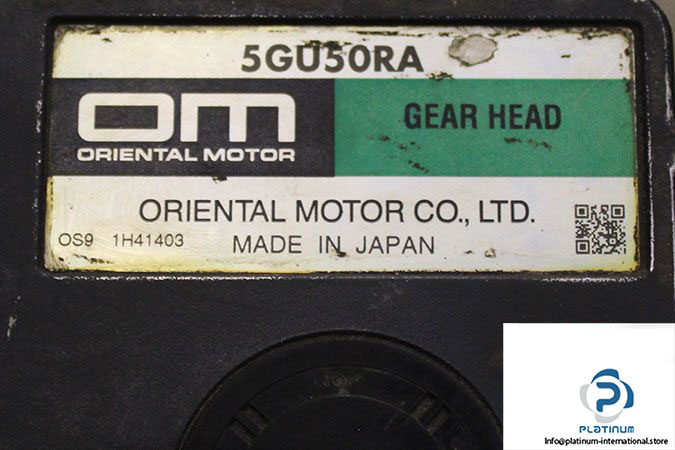 5GU50RA
OM
ORIENTAL MOTOR
GEAR HEAD
ORIENTAL MOTOR CO., LTD.
OS9 1H41403
MADE IN JAPAN
PLATINUM
Info@platinum-international.store